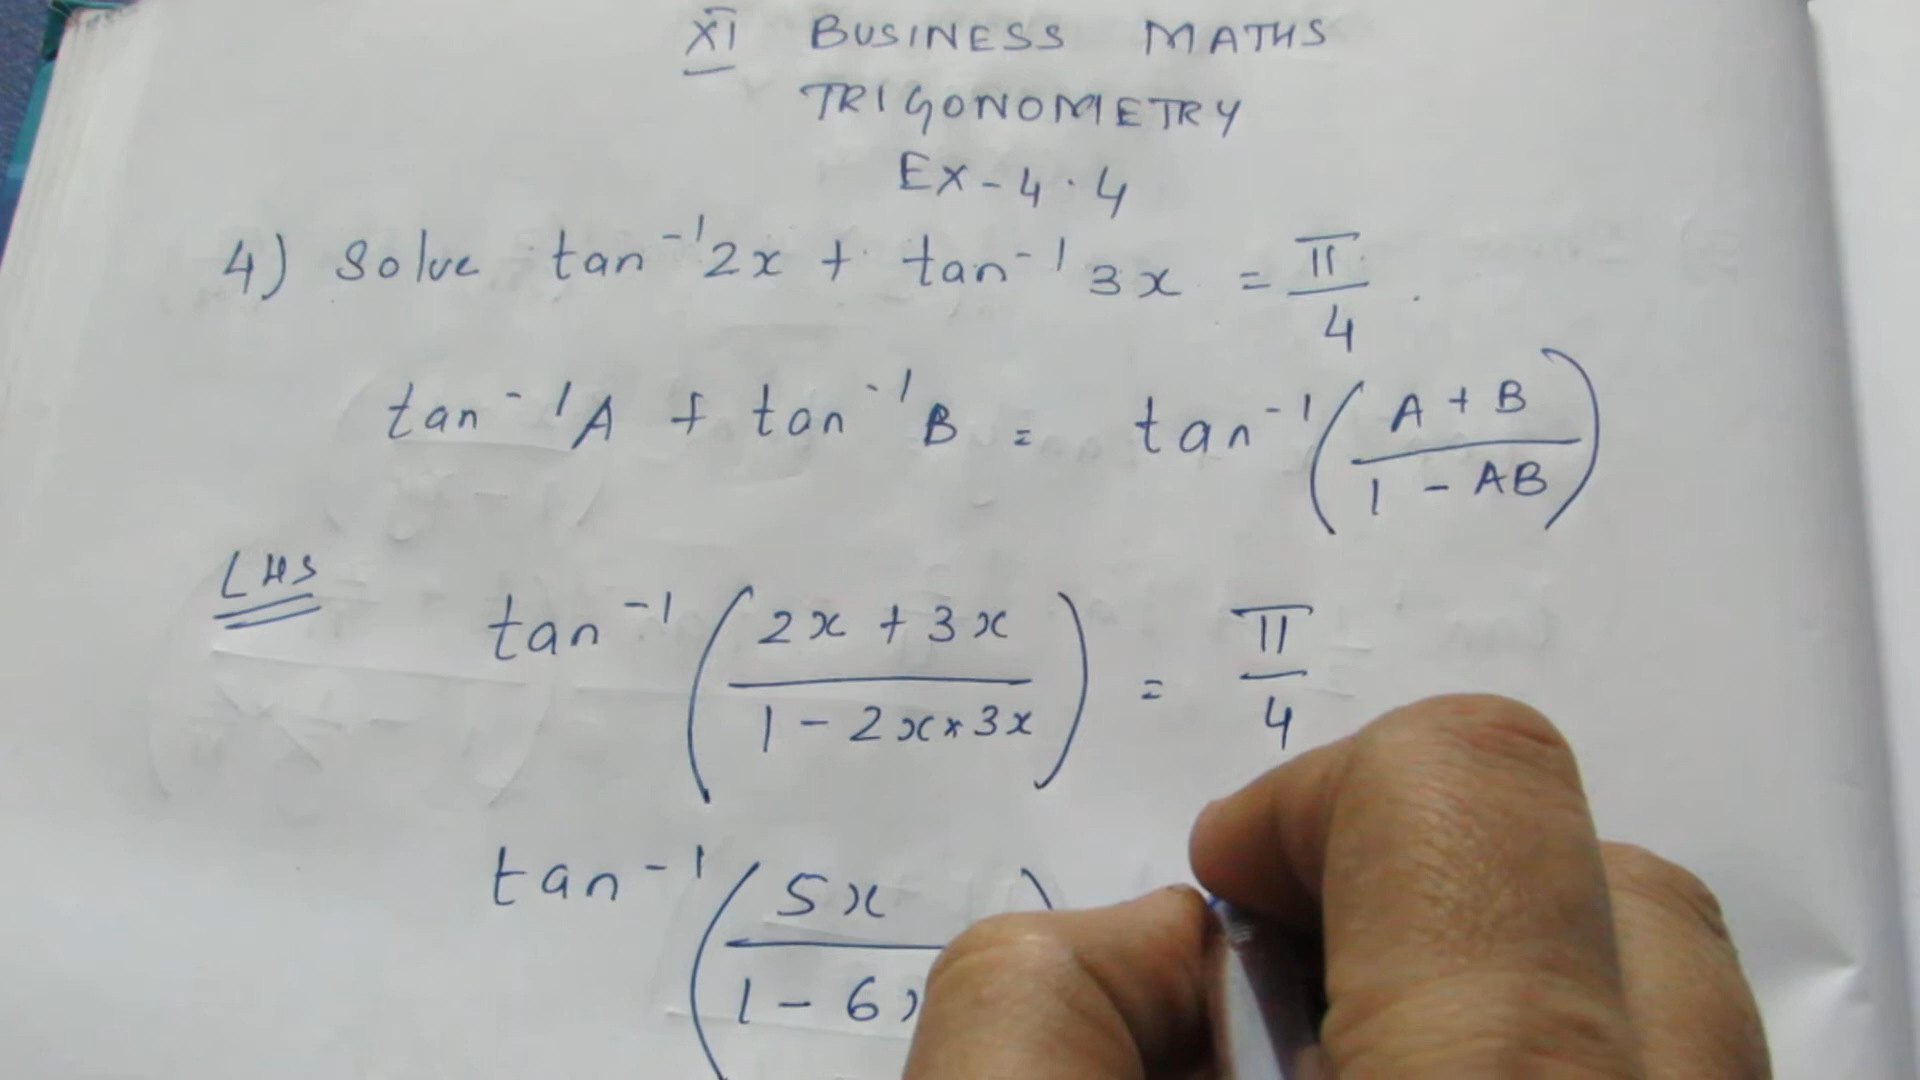 XI BUSINESS MATHS
TRIGONOMETRY
Ex - 4.4
4) Solve tan⁻¹2x + tan⁻¹3x = π/4.
tan⁻¹A + tan⁻¹B = tan⁻¹((A + B)/(1 - AB))
LHS
tan⁻¹((2x + 3x)/(1 - 2x×3x)) = π/4
tan⁻¹(5x/(1 - 6